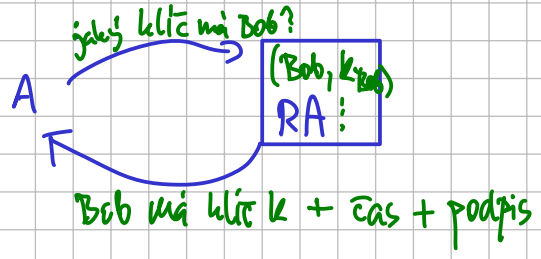 jaký klíč má Bob?
(Bob, k_Bob)
A
RA ⋮
Bob má klíč k + čas + podpis